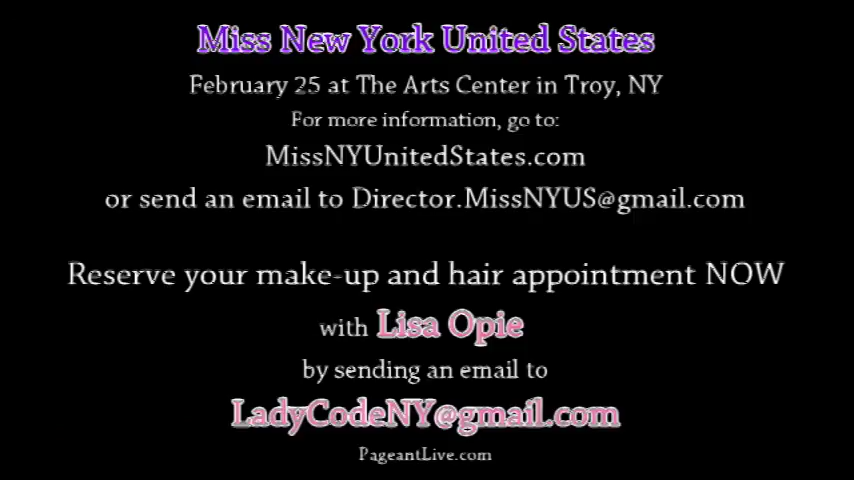 Miss New York United States
February 25 at The Arts Center in Troy, NY
For more information, go to:
MissNYUnitedStates.com
or send an email to Director.MissNYUS@gmail.com
Reserve your make-up and hair appointment NOW
with Lisa Opie
by sending an email to
LadyCodeNY@gmail.com
PageantLive.com